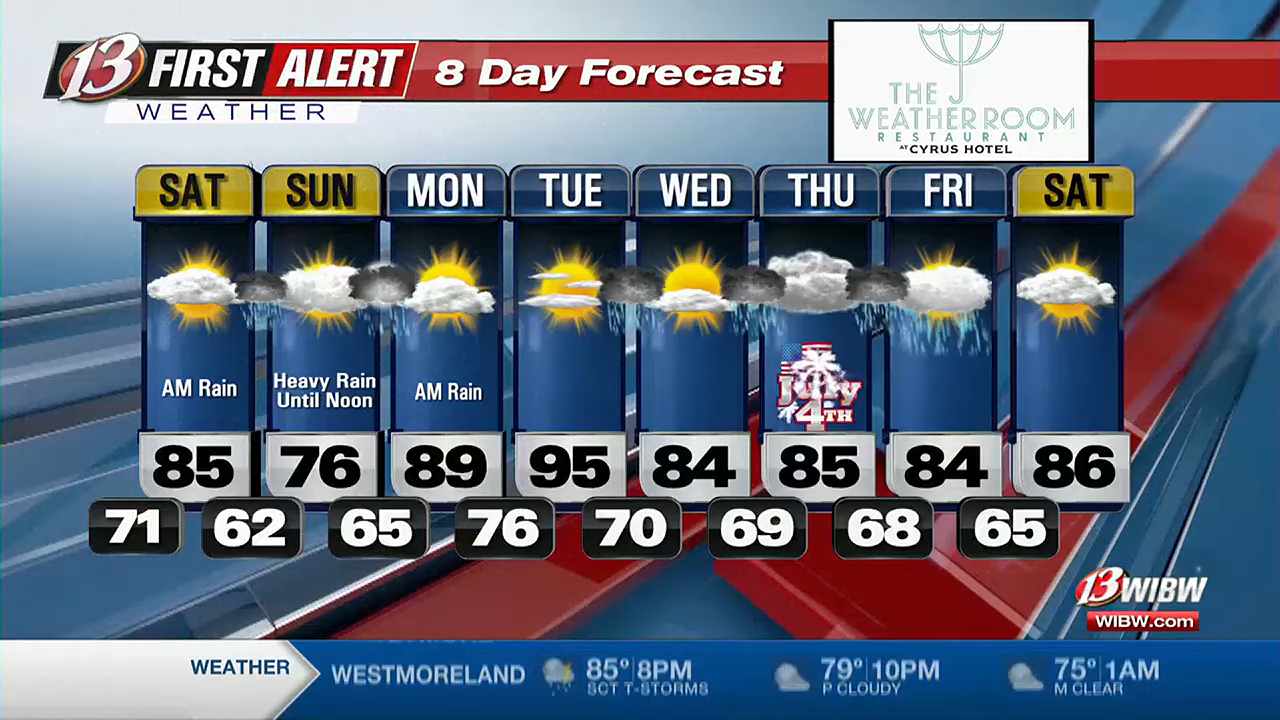 13 FIRST ALERT
WEATHER
8 Day Forecast
THE
WEATHER ROOM
RESTAURANT
AT CYRUS HOTEL
SAT SUN MON TUE WED THU FRI SAT
AM Rain
Heavy Rain
Until Noon
AM Rain
July
4TH
85 76 89 95 84 85 84 86
71 62 65 76 70 69 68 65
13 WIBW
WIBW.com
WEATHER
WESTMORELAND
85° 8PM
SCT T-STORMS
79° 10PM
P CLOUDY
75° 1AM
M CLEAR